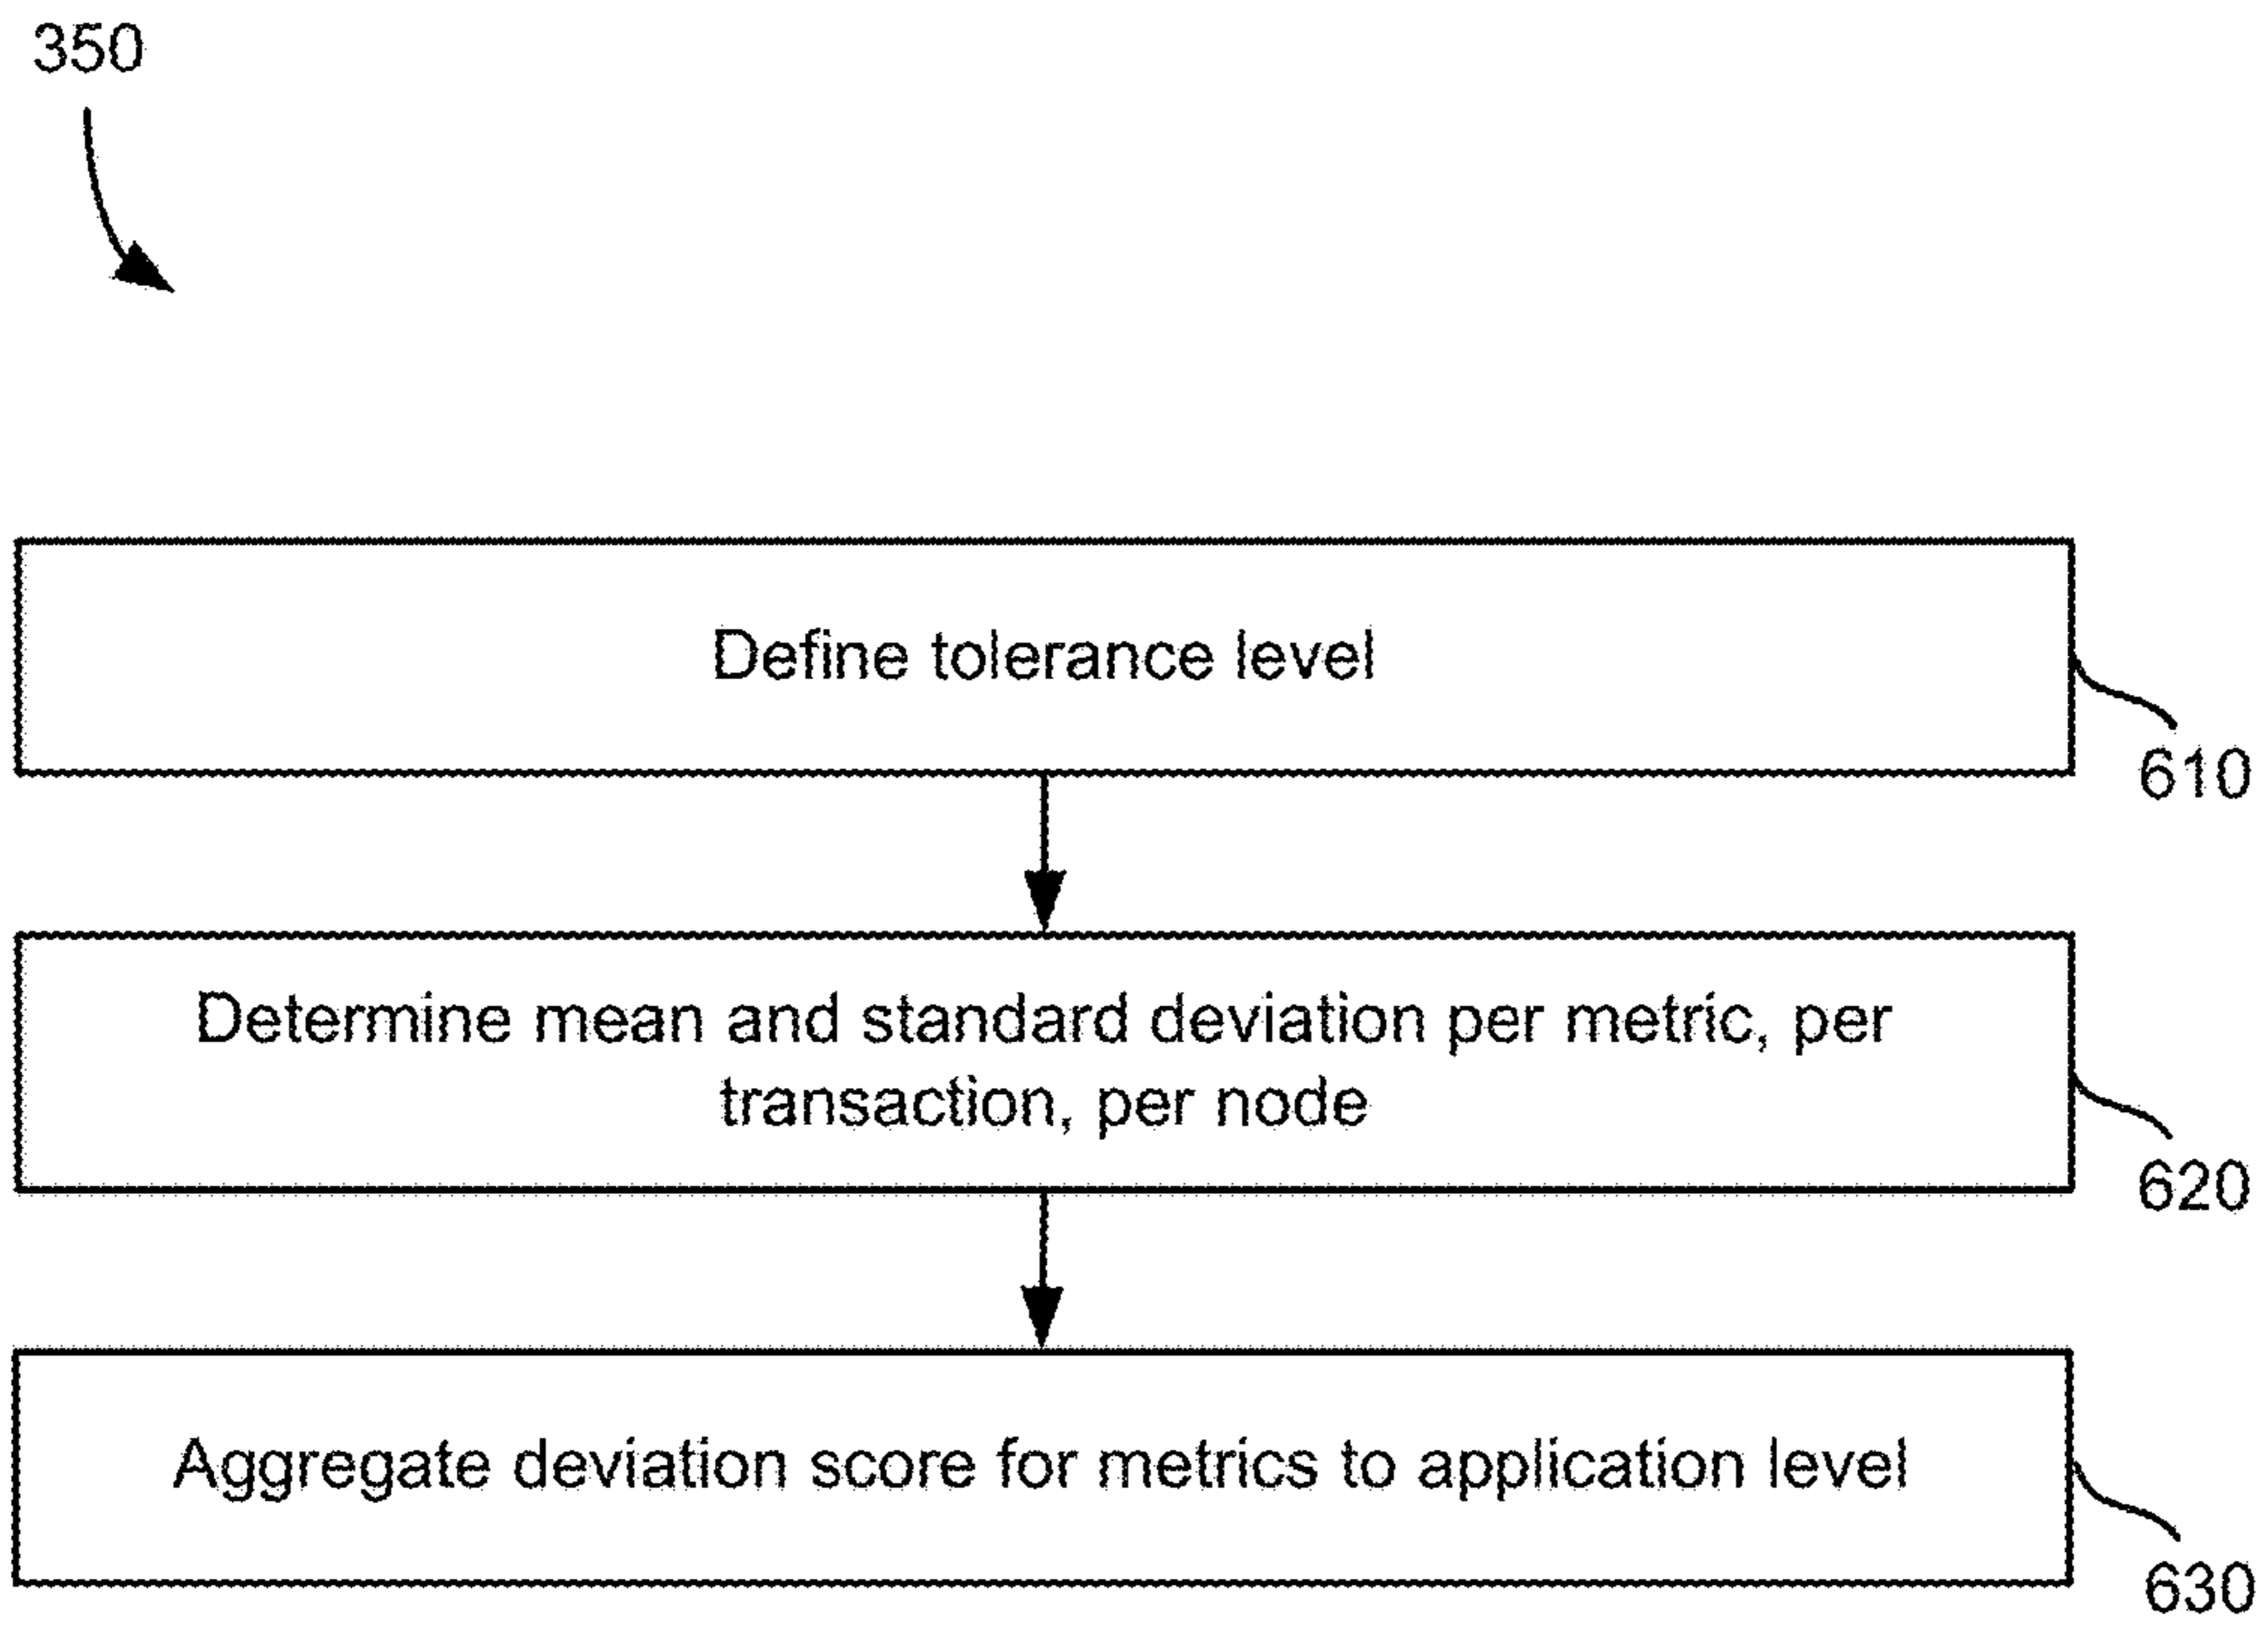 350
Define tolerance level
610
Determine mean and standard deviation per metric, per
transaction, per node
620
Aggregate deviation score for metrics to application level
630